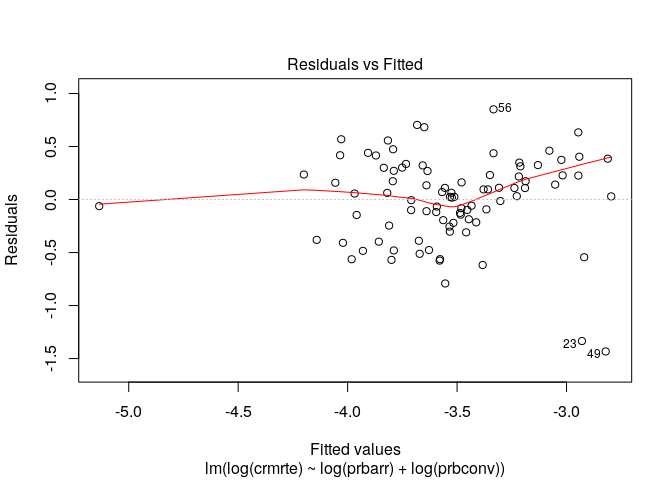 Residuals vs Fitted
1.0
0.5
0.0
-0.5
-1.0
-1.5
Residuals
56
23
49
-5.0 -4.5 -4.0 -3.5 -3.0
Fitted values
lm(log(crmrte) ~ log(prbarr) + log(prbconv))